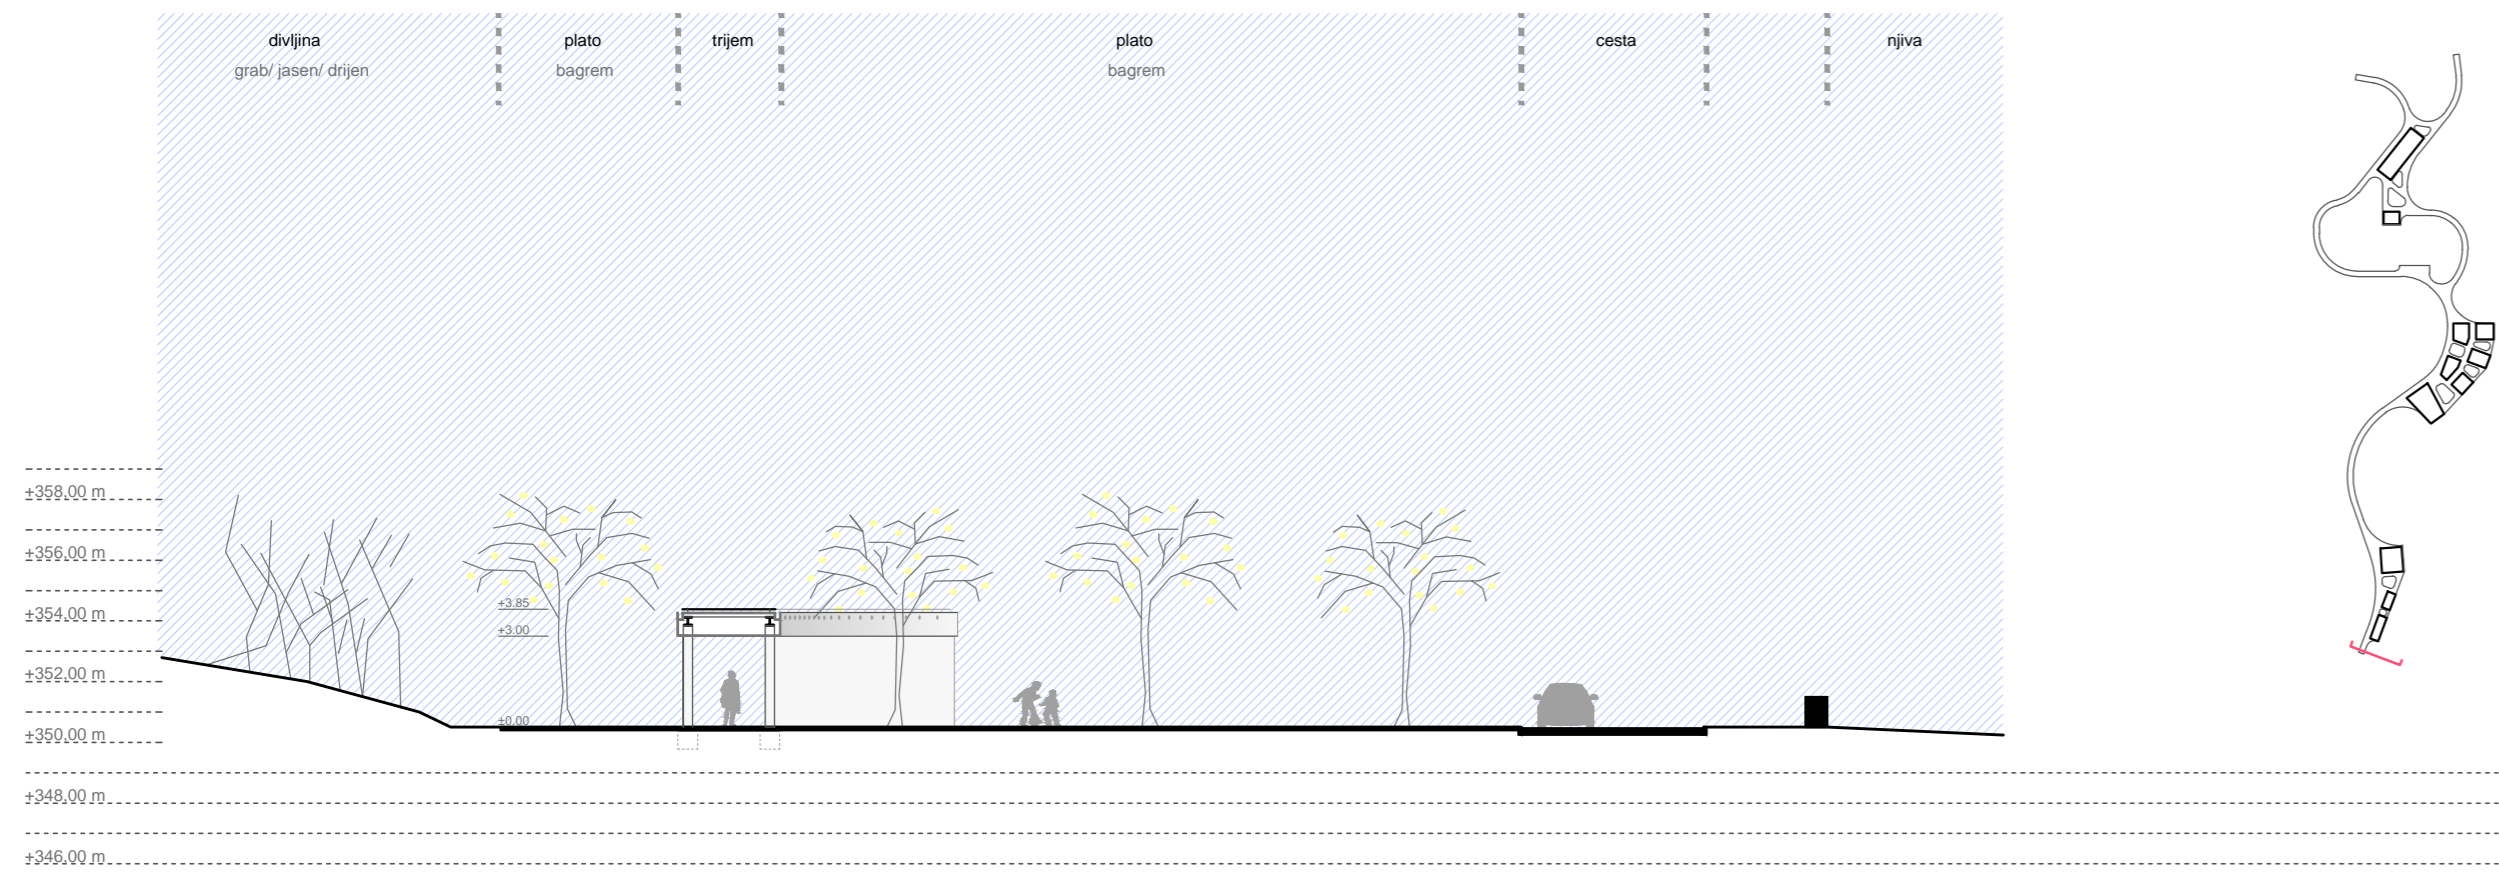 divljina
grab/ jasen/ drijen
plato
bagrem
trijem
plato
bagrem
cesta
njiva
+358.00 m
+356.00 m
+354.00 m
+352.00 m
+350.00 m
+348.00 m
+346.00 m
+3.85
+3.00
±0.00